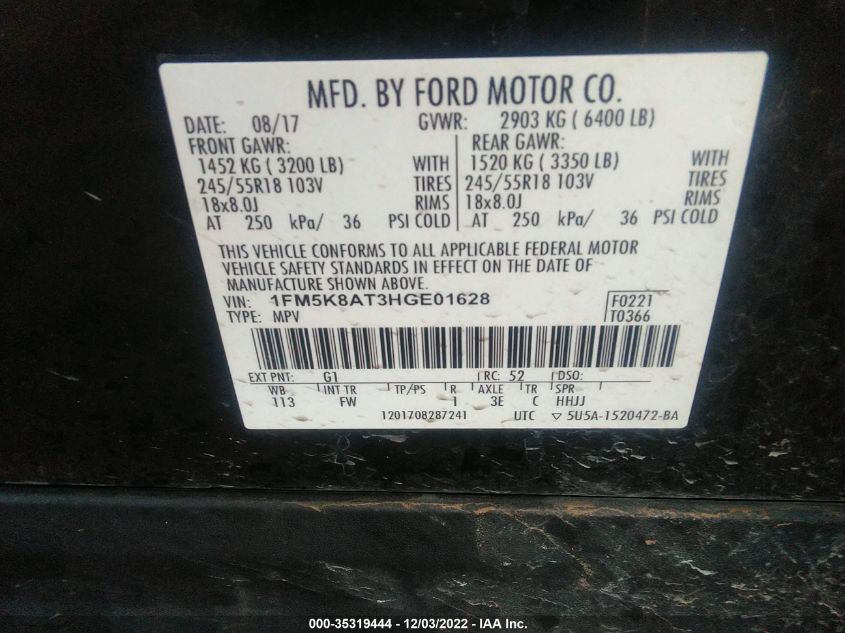 MFD. BY FORD MOTOR CO.
DATE: 08/17 GVWR: 2903 KG ( 6400 LB)
FRONT GAWR: REAR GAWR:
1452 KG ( 3200 LB) WITH 1520 KG ( 3350 LB) WITH
245/55R18 103V TIRES 245/55R18 103V TIRES
18x8.0J RIMS 18x8.0J RIMS
AT 250 kPa/ 36 PSI COLD AT 250 kPa/ 36 PSI COLD
THIS VEHICLE CONFORMS TO ALL APPLICABLE FEDERAL MOTOR
VEHICLE SAFETY STANDARDS IN EFFECT ON THE DATE OF
MANUFACTURE SHOWN ABOVE.
VIN: 1FM5K8AT3HGE01628 F0221
TYPE: MPV T0366
EXT PNT: G1 RC: 52 DSO:
WB INT TR TP/PS R AXLE TR SPR
113 FW 1 3E C HHJJ
1201708287241 UTC ▽ 5U5A-1520472-BA
000-35319444 - 12/03/2022 - IAA Inc.